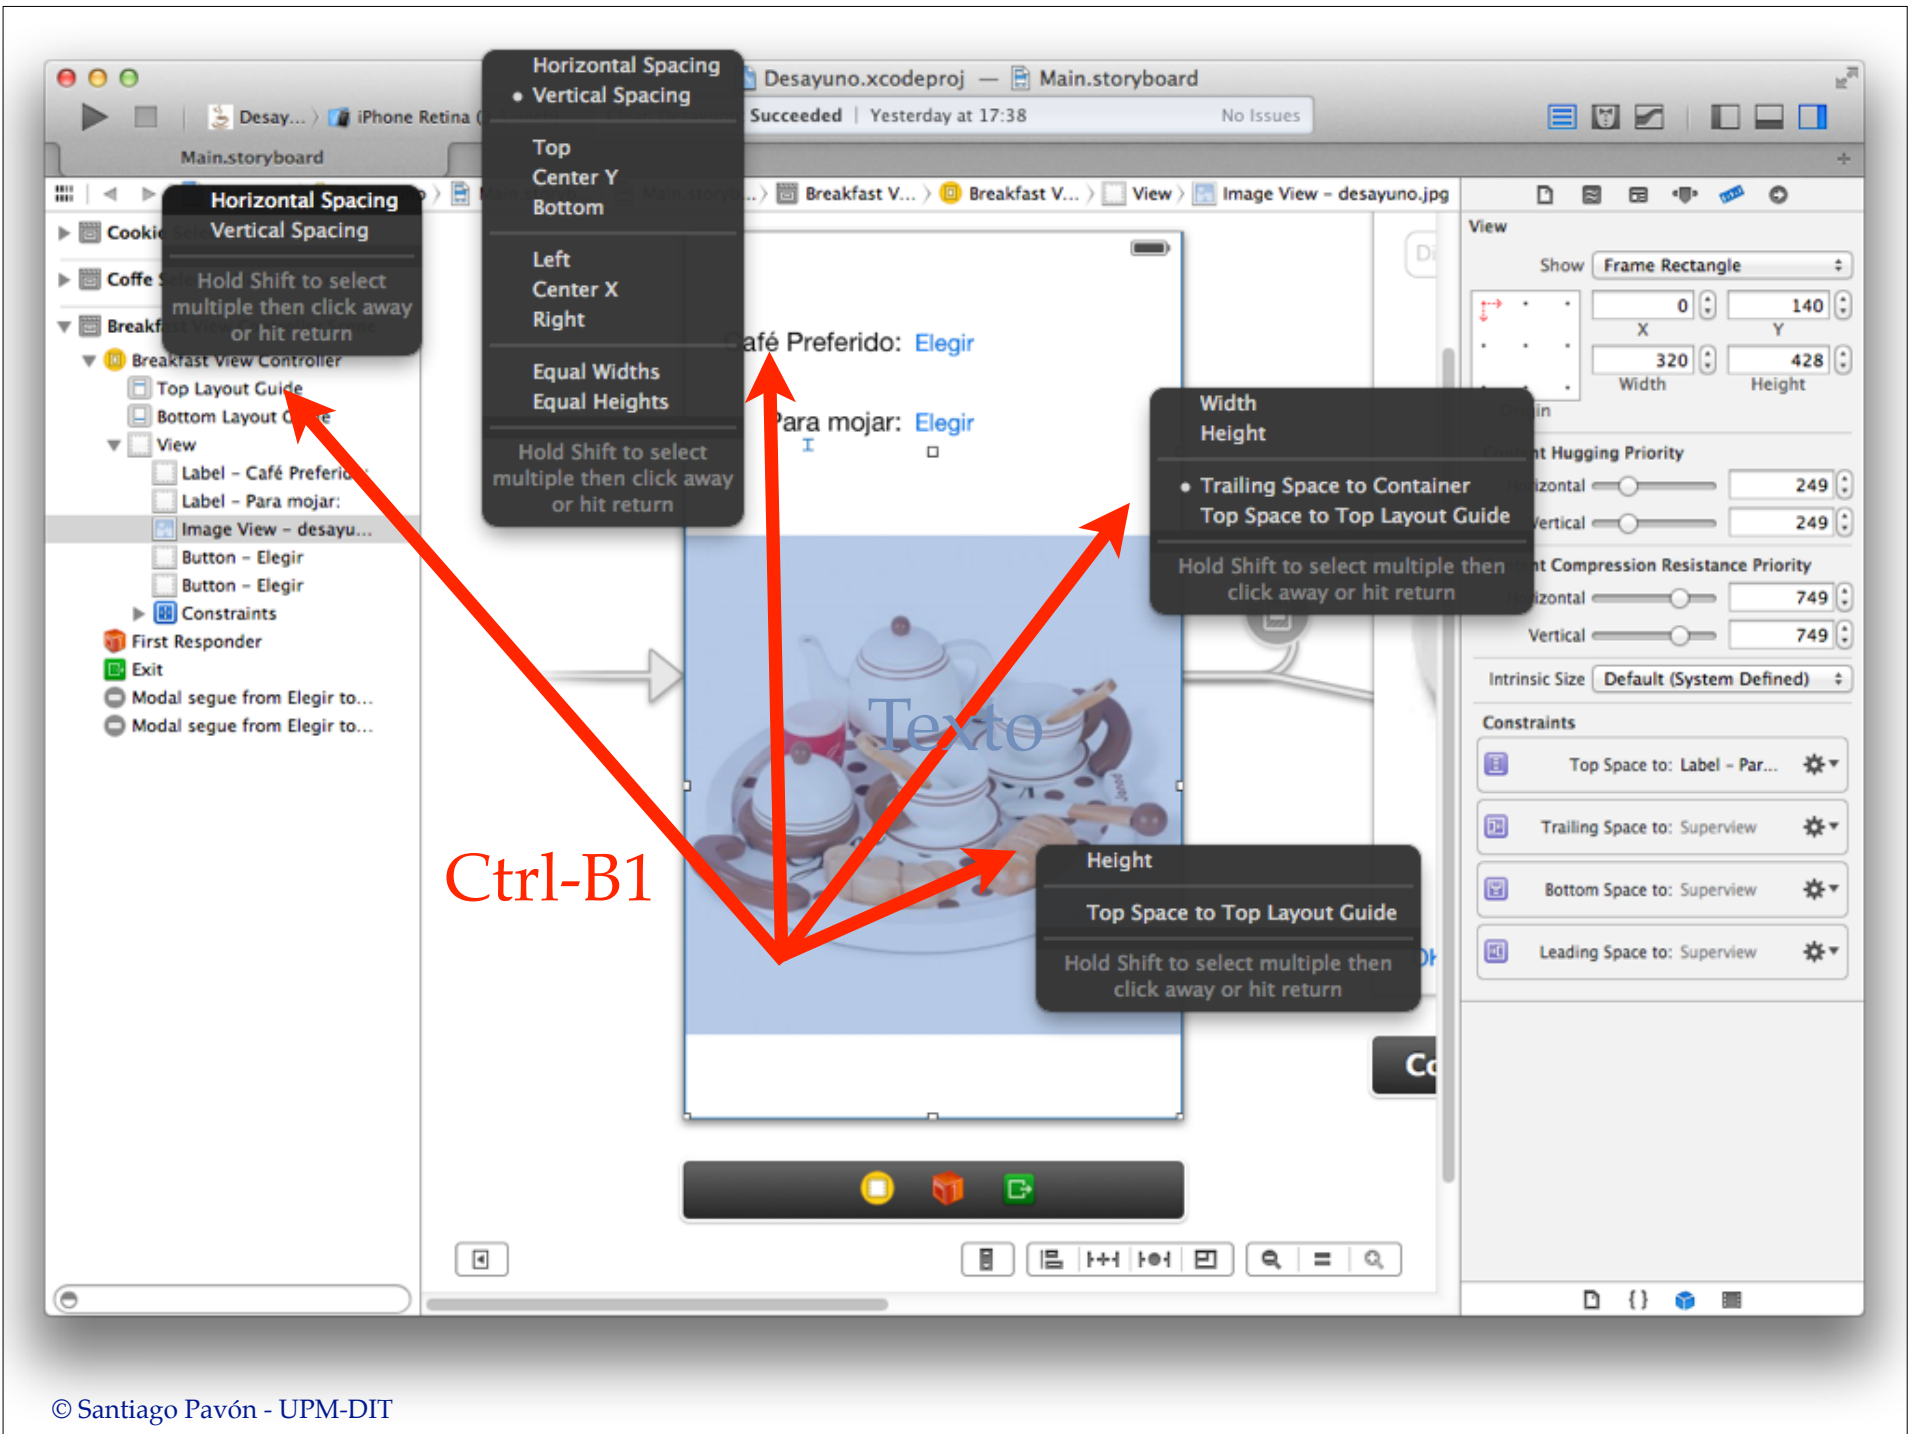 Desayuno.xcodeproj — Main.storyboard
Desay... iPhone Retina (
Succeeded | Yesterday at 17:38
No Issues
Main.storyboard
Breakfast V... Breakfast V... View Image View – desayuno.jpg
Horizontal Spacing
Vertical Spacing
Hold Shift to select
multiple then click away
or hit return
Coffe
Breakfast View Controller
Top Layout Guide
Bottom Layout
View
Label – Café
Label – Para mojar:
Image View – desayu...
Button – Elegir
Button – Elegir
Constraints
First Responder
Exit
Modal segue from Elegir to...
Modal segue from Elegir to...
Horizontal Spacing
• Vertical Spacing
Top
Center Y
Bottom
Left
Center X
Right
Equal Widths
Equal Heights
Hold Shift to select
multiple then click away
or hit return
afé Preferido: Elegir
Para mojar: Elegir
Texto
Ctrl-B1
Width
Height
• Trailing Space to Container
Top Space to Top Layout Guide
Hold Shift to select multiple then
click away or hit return
Height
Top Space to Top Layout Guide
Hold Shift to select multiple then
click away or hit return
View
Show Frame Rectangle
0 140
X Y
320 428
Width Height
Hugging Priority
249
Vertical 249
Compression Resistance Priority
749
Vertical 749
Intrinsic Size Default (System Defined)
Constraints
Top Space to: Label – Par...
Trailing Space to: Superview
Bottom Space to: Superview
Leading Space to: Superview
© Santiago Pavón - UPM-DIT